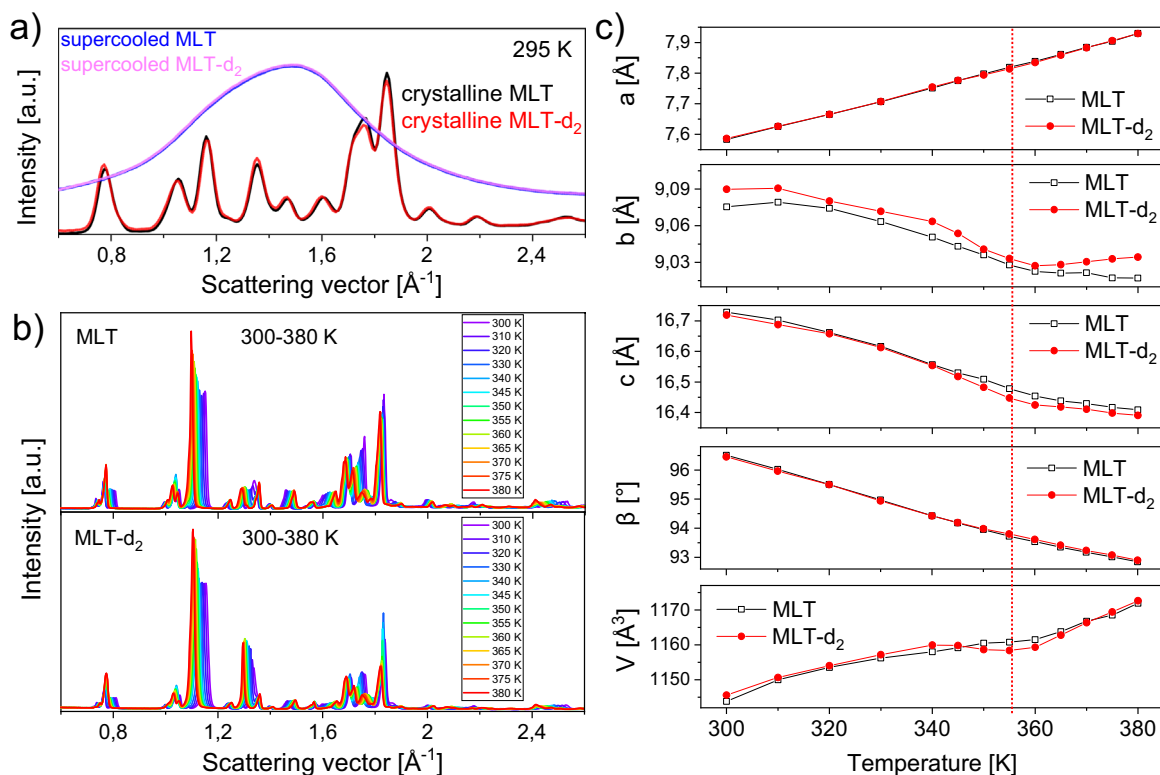 a)
supercooled MLT
supercooled MLT-d₂
295 K
crystalline MLT
crystalline MLT-d₂
Intensity [a.u.]
0,8
1,2
1,6
2
2,4
Scattering vector [Å⁻¹]
b)
MLT
300-380 K
300 K
310 K
320 K
330 K
340 K
345 K
350 K
355 K
360 K
365 K
370 K
375 K
380 K
MLT-d₂
300-380 K
300 K
310 K
320 K
330 K
340 K
345 K
350 K
355 K
360 K
365 K
370 K
375 K
380 K
Intensity [a.u.]
0,8
1,2
1,6
2
2,4
Scattering vector [Å⁻¹]
c)
a [Å]
7,9
7,8
7,7
7,6
MLT
MLT-d₂
b [Å]
9,09
9,06
9,03
MLT
MLT-d₂
c [Å]
16,7
16,6
16,5
16,4
MLT
MLT-d₂
β [°]
96
95
94
93
MLT
MLT-d₂
V [Å³]
1170
1160
1150
MLT
MLT-d₂
300
310
320
330
340
350
360
370
380
Temperature [K]